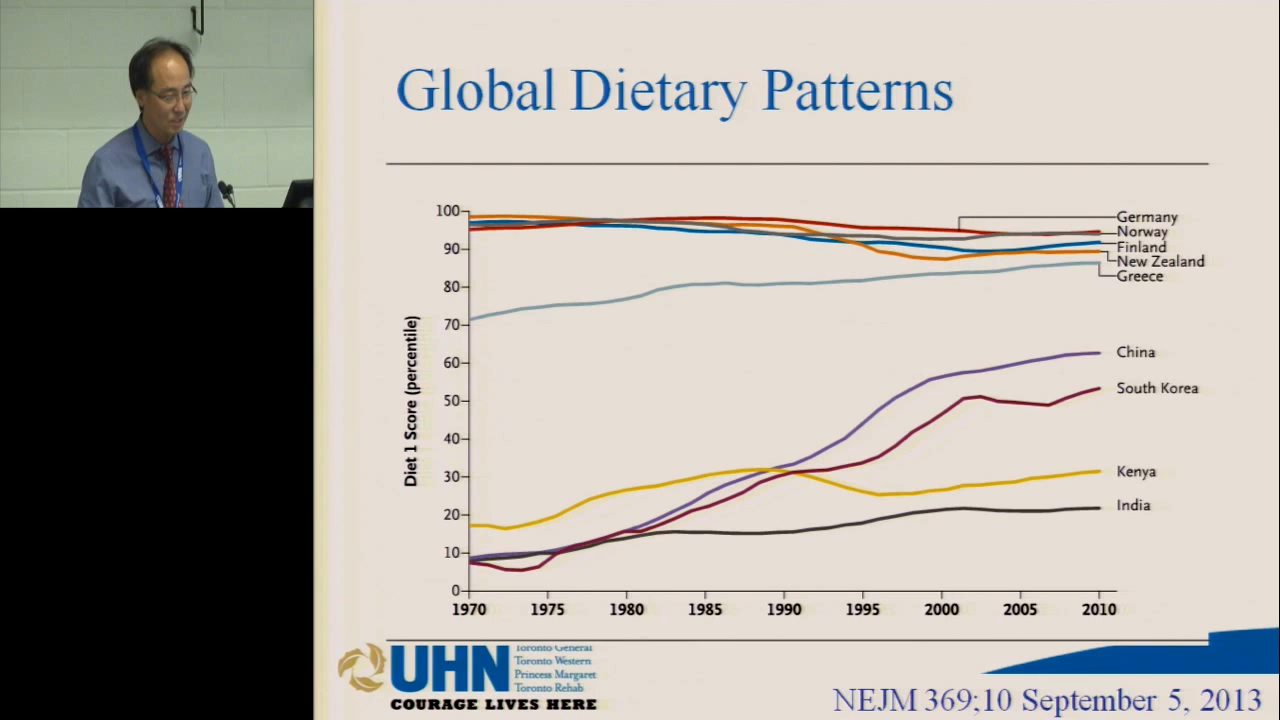 Global Dietary Patterns
Diet 1 Score (percentile)
100
90
80
70
60
50
40
30
20
10
0
1970 1975 1980 1985 1990 1995 2000 2005 2010
Germany
Norway
Finland
New Zealand
Greece
China
South Korea
Kenya
India
UHN
Toronto General
Toronto Western
Princess Margaret
Toronto Rehab
COURAGE LIVES HERE
NEJM 369;10 September 5, 2013